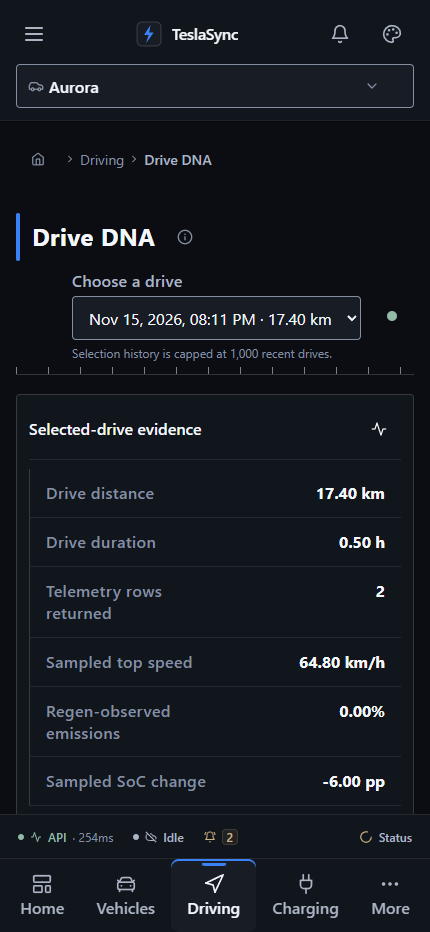 TeslaSync
Aurora
Driving
Drive DNA
Drive DNA
Choose a drive
Nov 15, 2026, 08:11 PM · 17.40 km
Selection history is capped at 1,000 recent drives.
Selected-drive evidence
Drive distance 17.40 km
Drive duration 0.50 h
Telemetry rows 2
returned
Sampled top speed 64.80 km/h
Regen-observed 0.00%
emissions
Sampled SoC change -6.00 pp
API · 254ms Idle 2 Status
Home Vehicles Driving Charging More